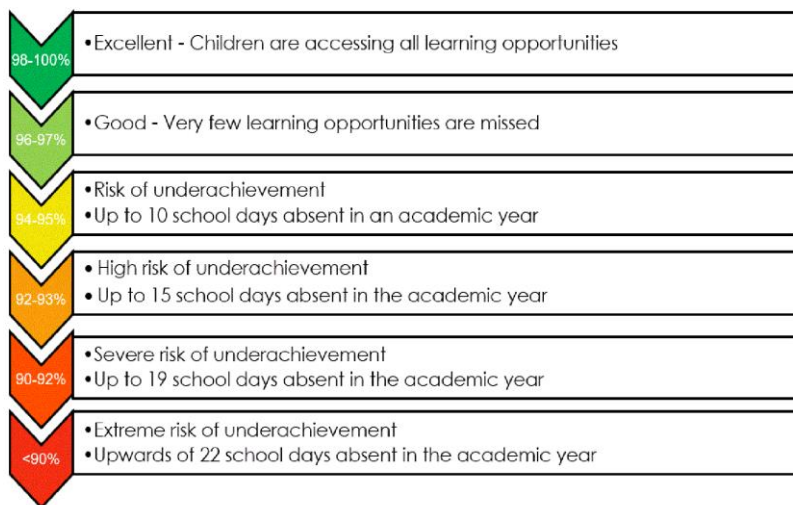 98-100%
•Excellent - Children are accessing all learning opportunities
96-97%
•Good - Very few learning opportunities are missed
94-95%
•Risk of underachievement
•Up to 10 school days absent in an academic year
92-93%
• High risk of underachievement
• Up to 15 school days absent in the academic year
90-92%
•Severe risk of underachievement
•Up to 19 school days absent in the academic year
<90%
•Extreme risk of underachievement
•Upwards of 22 school days absent in the academic year